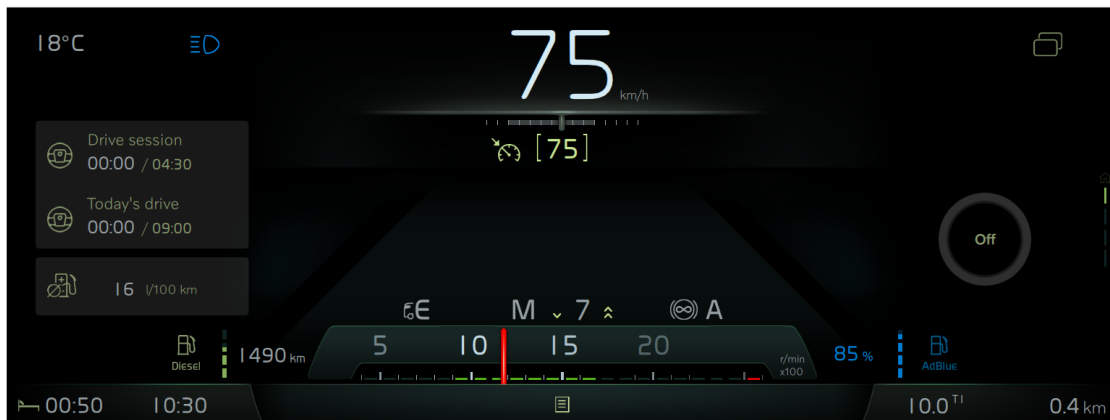 18°C
75
km/h
[75]
Drive session
00:00 / 04:30
Today's drive
00:00 / 09:00
16 l/100 km
Off
E
M 7
A
5 10 15 20
r/min
x100
Diesel
1490 km
85 %
AdBlue
00:50 10:30
10.0 TI
0.4 km